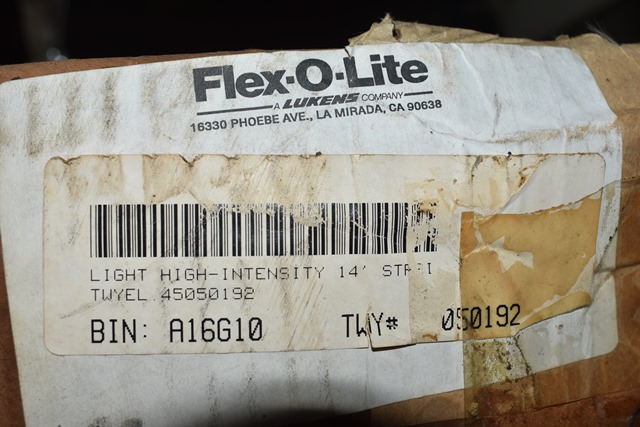 Flex-O-Lite
A LUKENS COMPANY
16330 PHOEBE AVE., LA MIRADA, CA 90638
LIGHT HIGH-INTENSITY 14'
TWYEL 45050192
BIN: A16G10 TWY# 050192